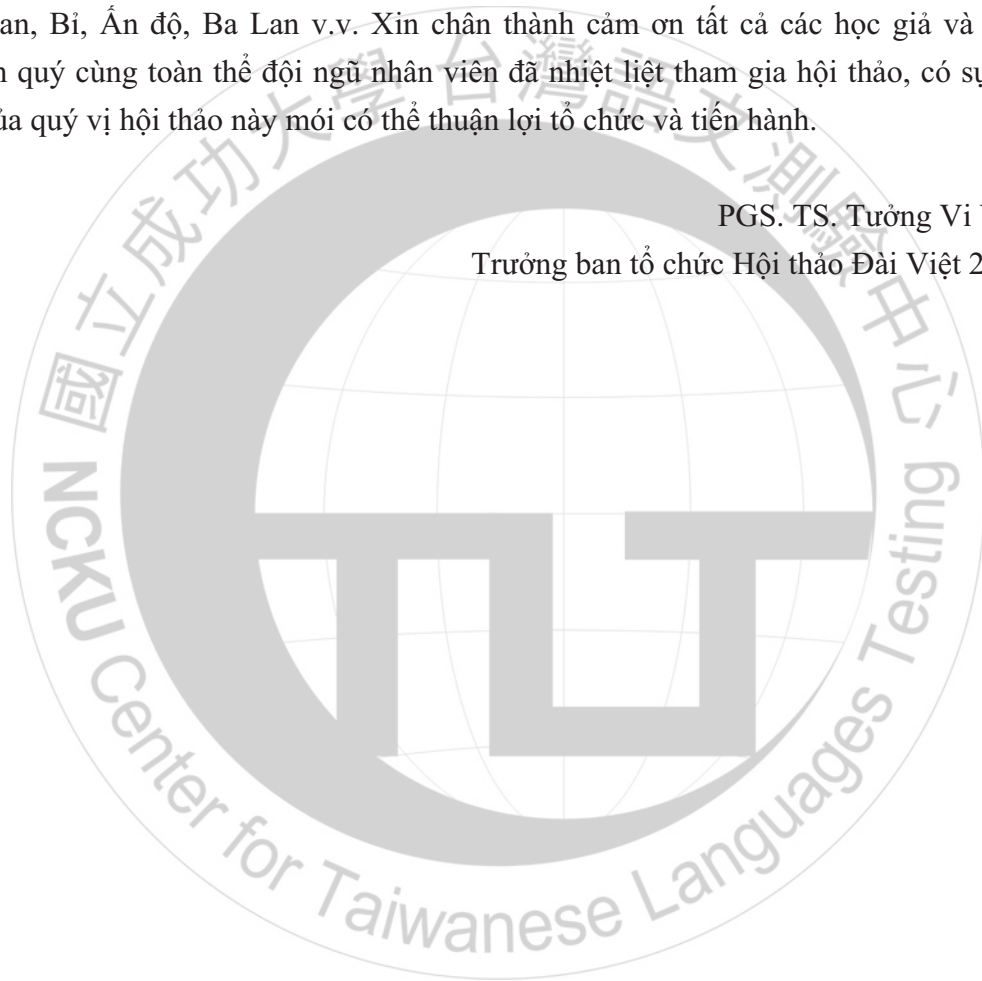 an, Bỉ, Ấn độ, Ba Lan v.v. Xin chân thành cảm ơn tất cả các học giả và
quý cùng toàn thể đội ngũ nhân viên đã nhiệt liệt tham gia hội thảo, có sự
quý vị hội thảo này mới có thể thuận lợi tổ chức và tiến hành.
PGS. TS. Tưởng Vi
Trưởng ban tổ chức Hội thảo Đài Việt 2
國立成功大學 台灣語文測驗中心
NCKU Center for Taiwanese Languages Testing